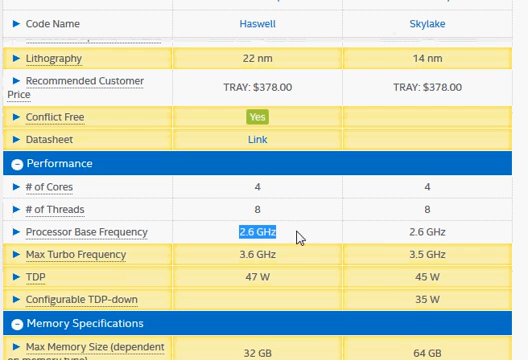 Code Name Haswell Skylake
Lithography 22 nm 14 nm
Recommended Customer
Price TRAY: $378.00 TRAY: $378.00
Conflict Free Yes
Datasheet Link
Performance
# of Cores 4 4
# of Threads 8 8
Processor Base Frequency 2.6 GHz 2.6 GHz
Max Turbo Frequency 3.6 GHz 3.5 GHz
TDP 47 W 45 W
Configurable TDP-down 35 W
Memory Specifications
Max Memory Size (dependent
on memory type) 32 GB 64 GB